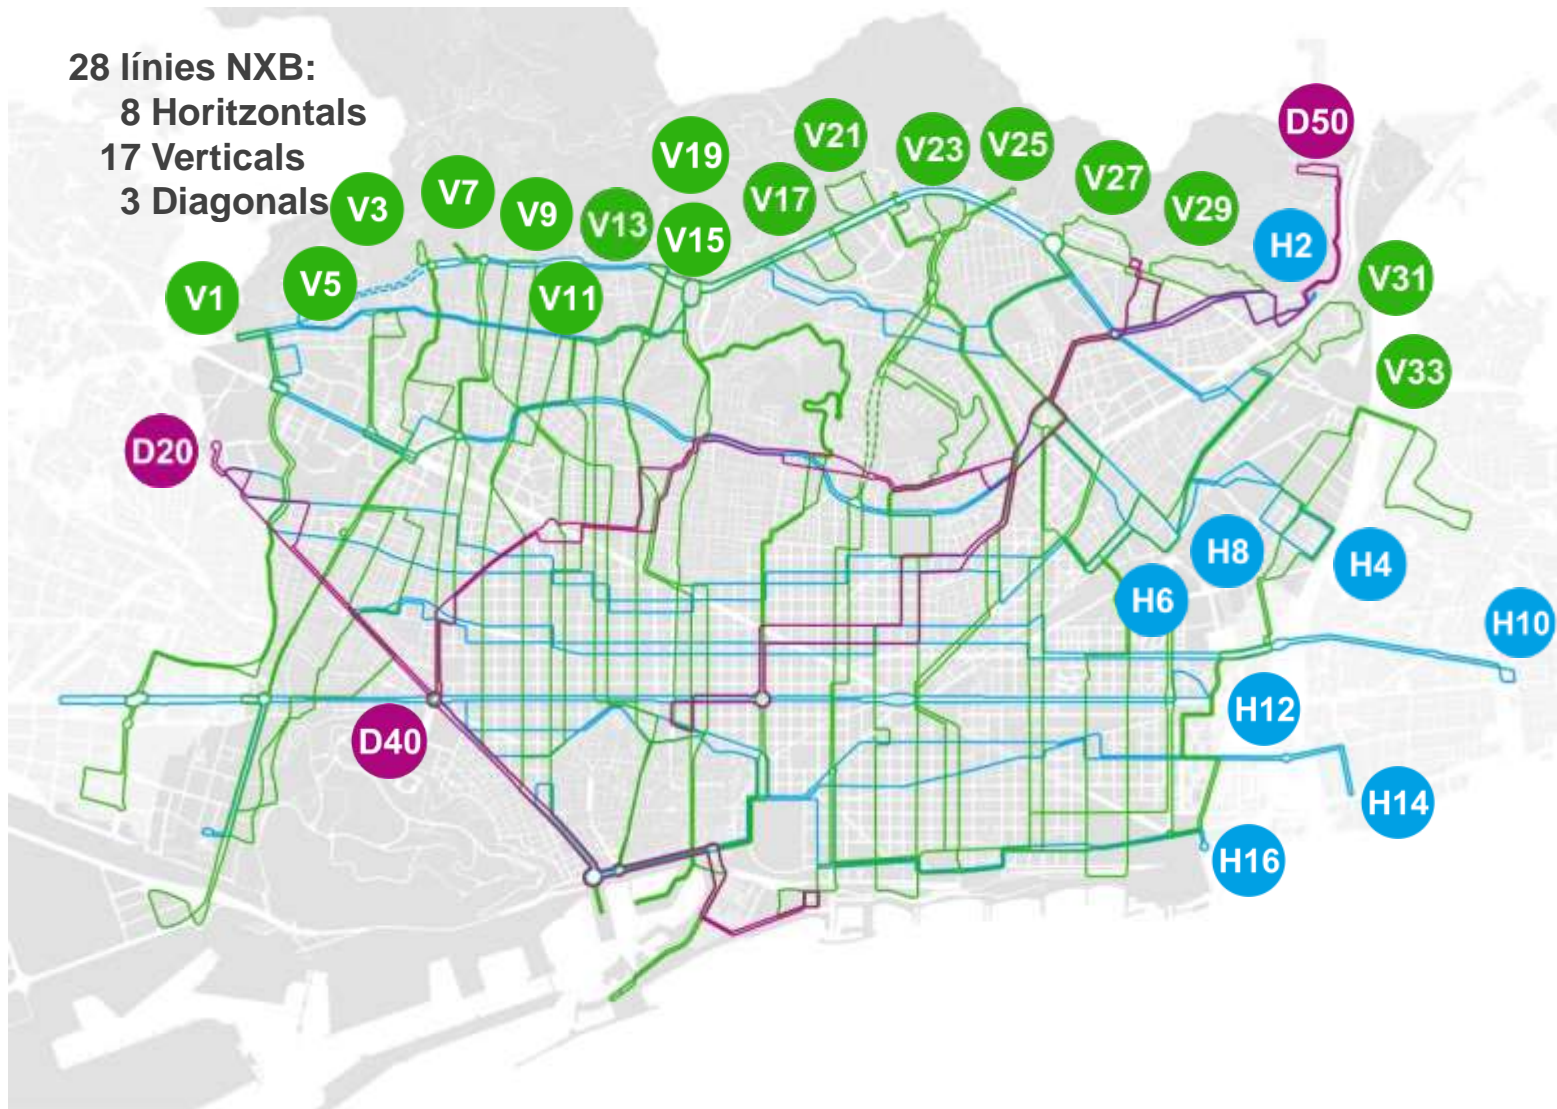 28 línies NXB:
8 Horitzontals
17 Verticals
3 Diagonals
V21
D50
V19
V23
V25
V27
V3
V7
V9
V13
V17
V29
V15
H2
V1
V5
V11
V31
V33
D20
H8
H4
H6
H10
H12
D40
H14
H16